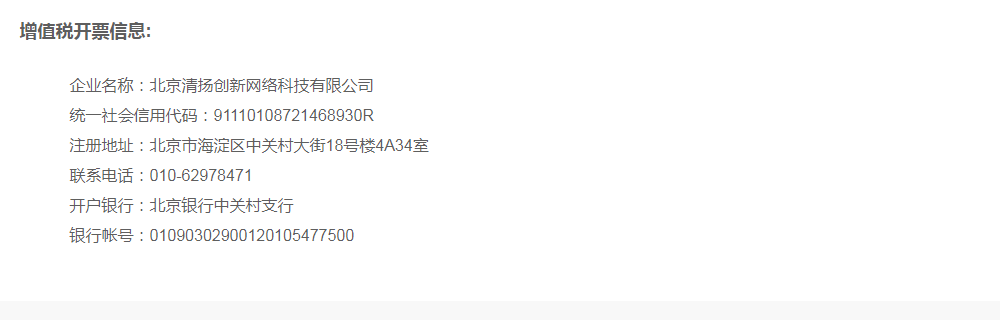 增值税开票信息:
企业名称：北京清扬创新网络科技有限公司
统一社会信用代码：91110108721468930R
注册地址：北京市海淀区中关村大街18号楼4A34室
联系电话：010-62978471
开户银行：北京银行中关村支行
银行帐号：01090302900120105477500